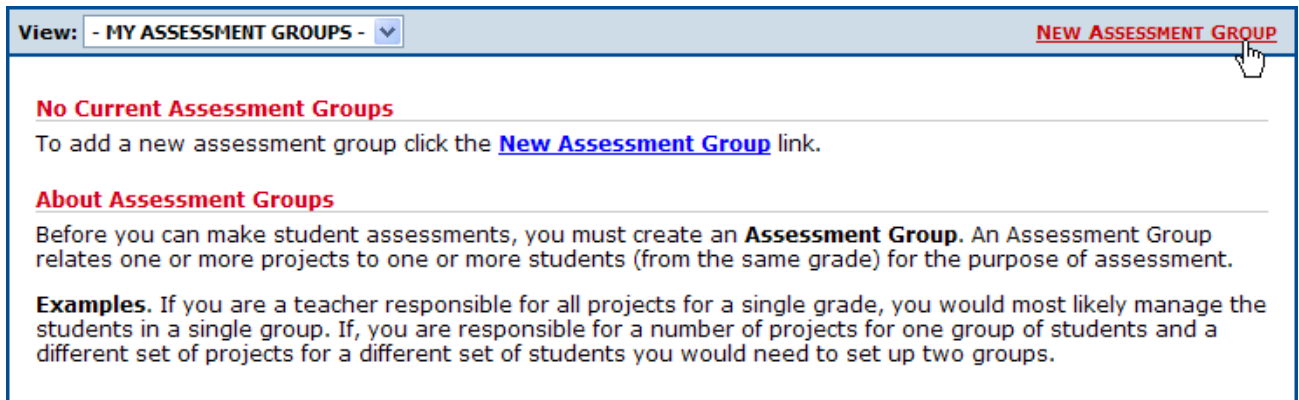 View: - MY ASSESSMENT GROUPS - NEW ASSESSMENT GROUP
No Current Assessment Groups
To add a new assessment group click the New Assessment Group link.
About Assessment Groups
Before you can make student assessments, you must create an Assessment Group. An Assessment Group
relates one or more projects to one or more students (from the same grade) for the purpose of assessment.
Examples. If you are a teacher responsible for all projects for a single grade, you would most likely manage the
students in a single group. If, you are responsible for a number of projects for one group of students and a
different set of projects for a different set of students you would need to set up two groups.